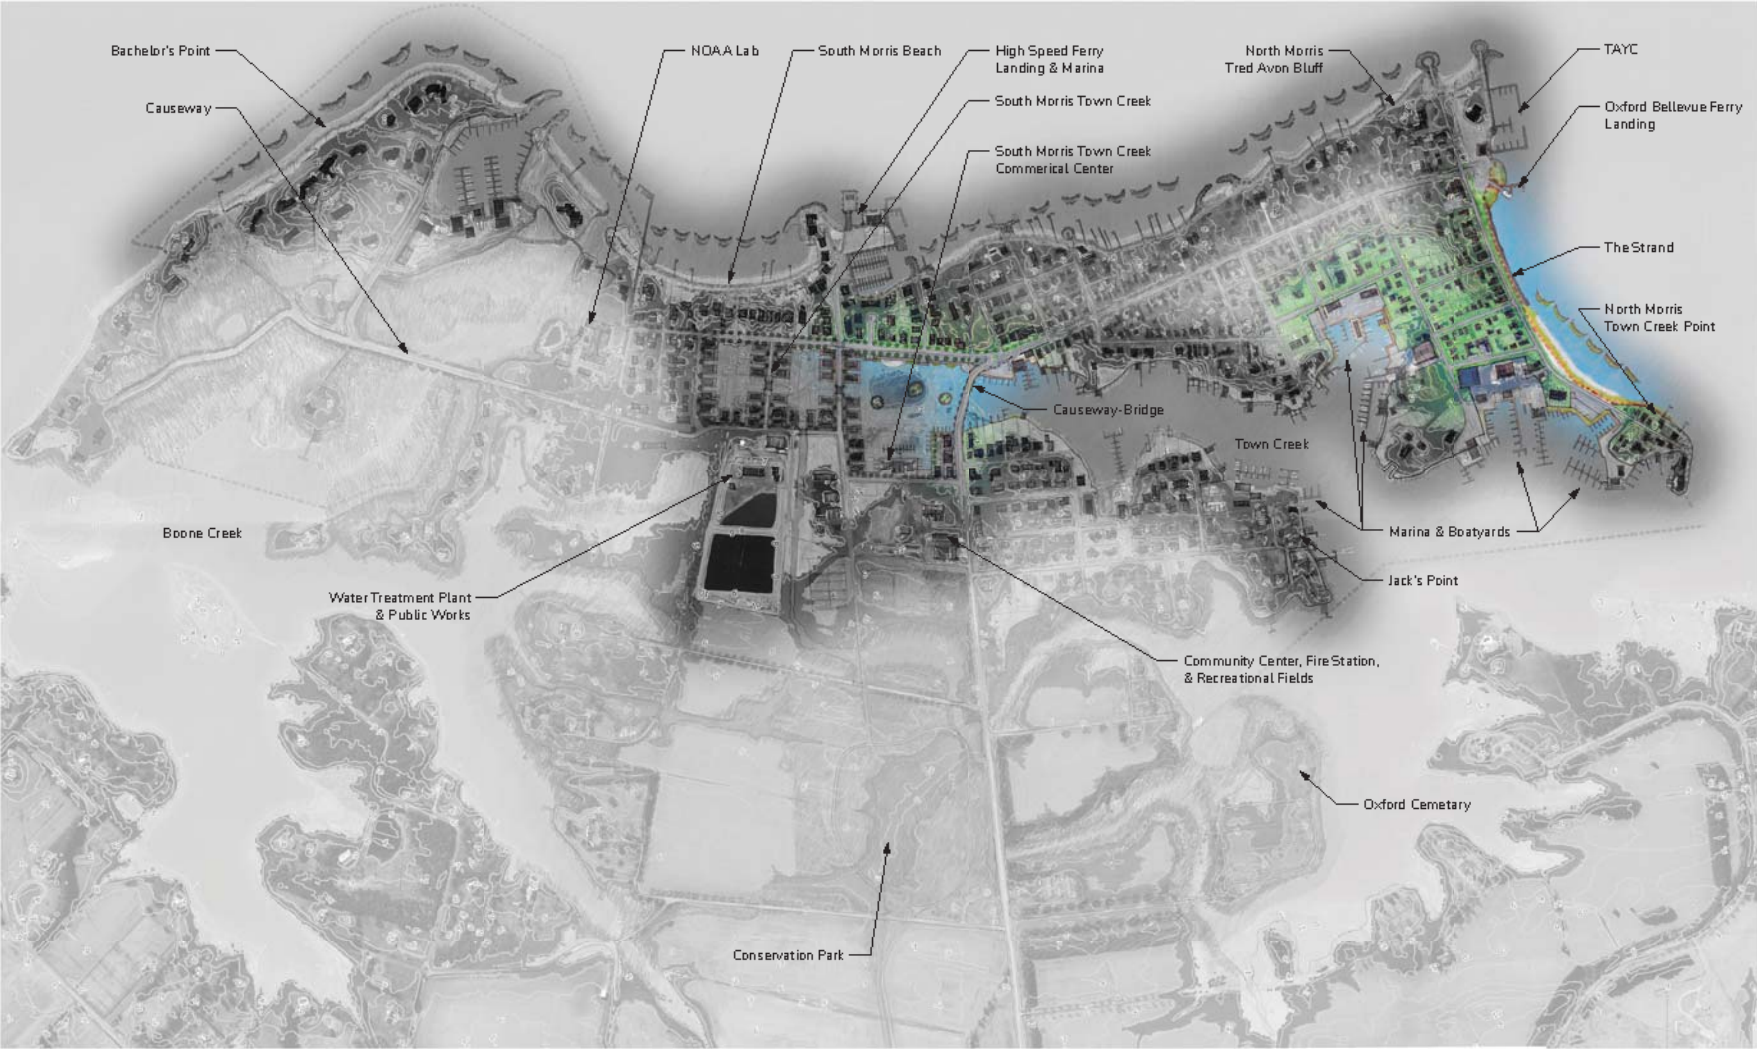 Bachelor's Point
Causeway
NOAA Lab
South Morris Beach
High Speed Ferry
Landing & Marina
South Morris Town Creek
South Morris Town Creek
Commerical Center
North Morris
Tred Avon Bluff
TAYC
Oxford Bellevue Ferry
Landing
The Strand
North Morris
Town Creek Point
Causeway-Bridge
Town Creek
Boone Creek
Marina & Boatyards
Jack's Point
Water Treatment Plant
& Public Works
Community Center, Fire Station,
& Recreational Fields
Oxford Cemetary
Conservation Park